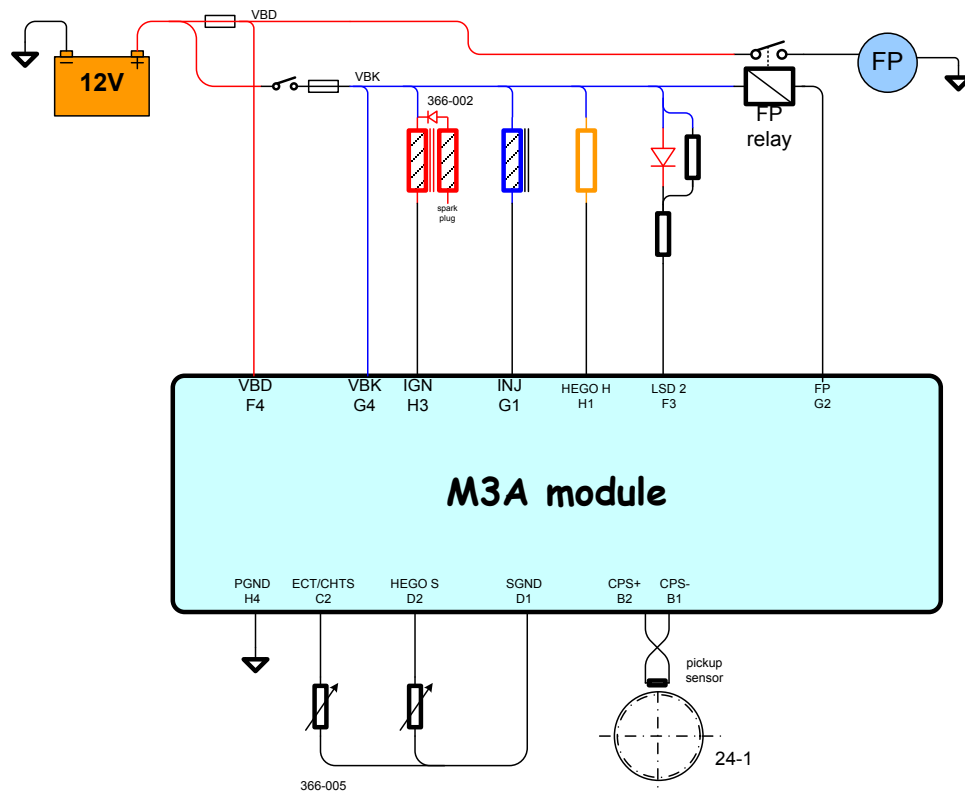 VBD
12V
FP
VBK
366-002
FP
relay
spark
plug
VBD
F4
VBK
G4
IGN
H3
INJ
G1
HEGO H
H1
LSD 2
F3
FP
G2
M3A module
PGND
H4
ECT/CHTS
C2
HEGO S
D2
SGND
D1
CPS+
B2
CPS-
B1
pickup
sensor
24-1
366-005